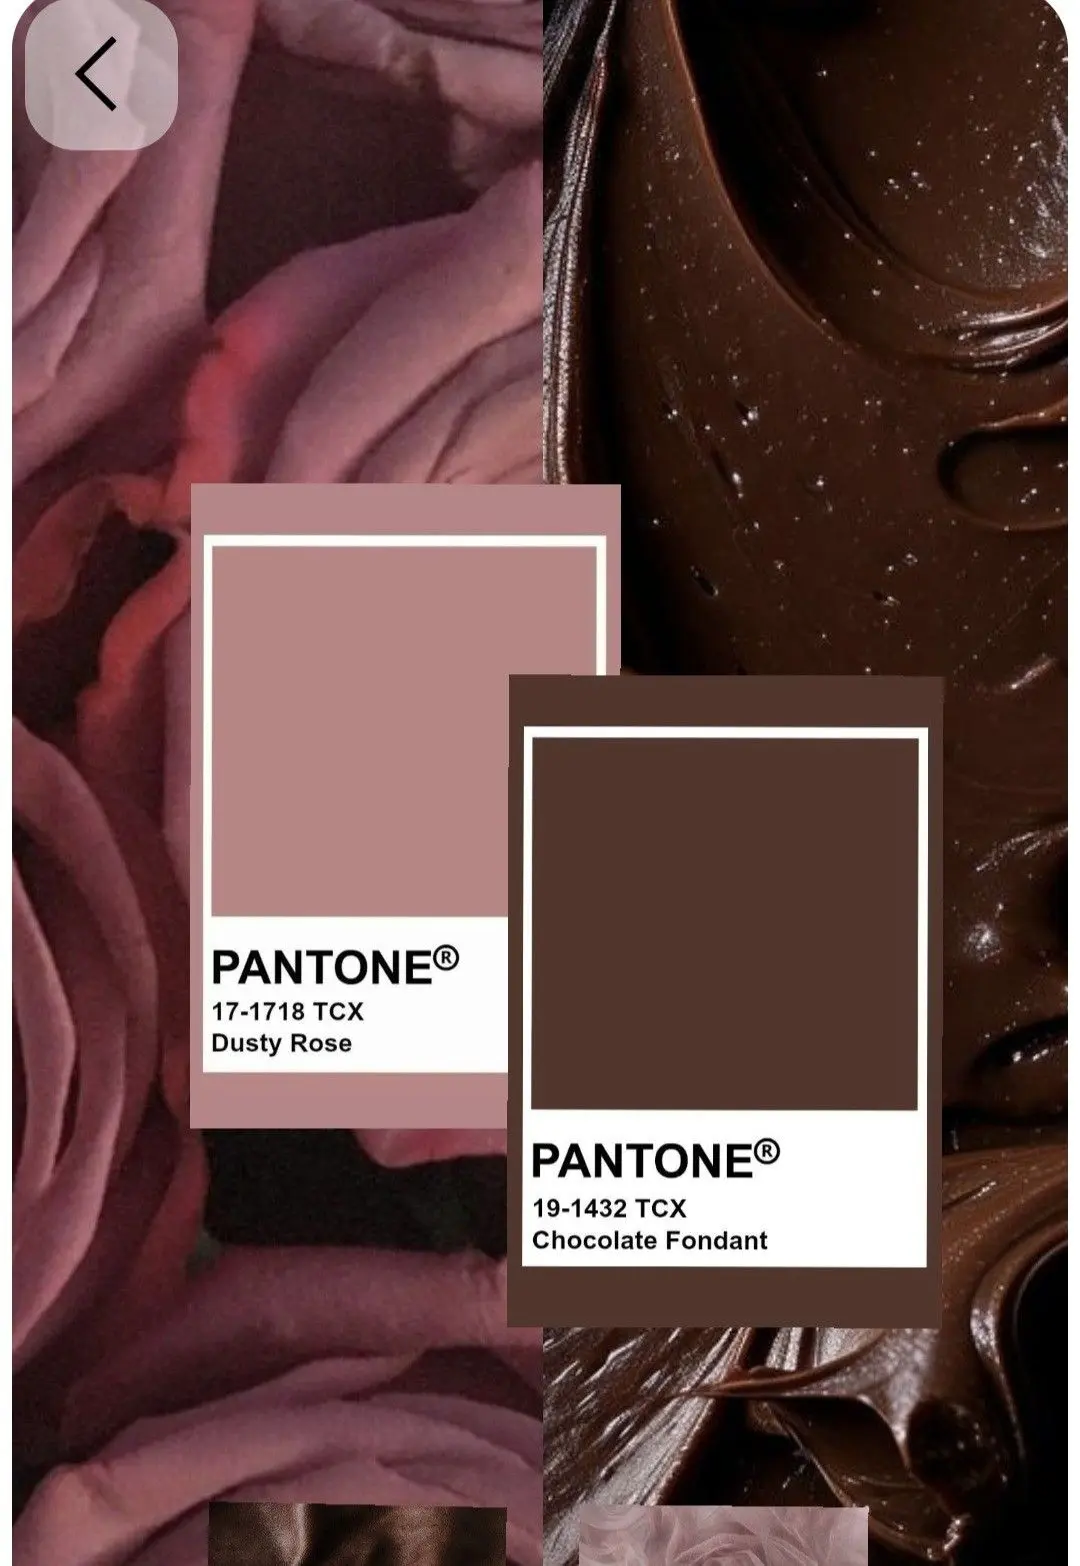 PANTONE®
17-1718 TCX
Dusty Rose
PANTONE®
19-1432 TCX
Chocolate Fondant